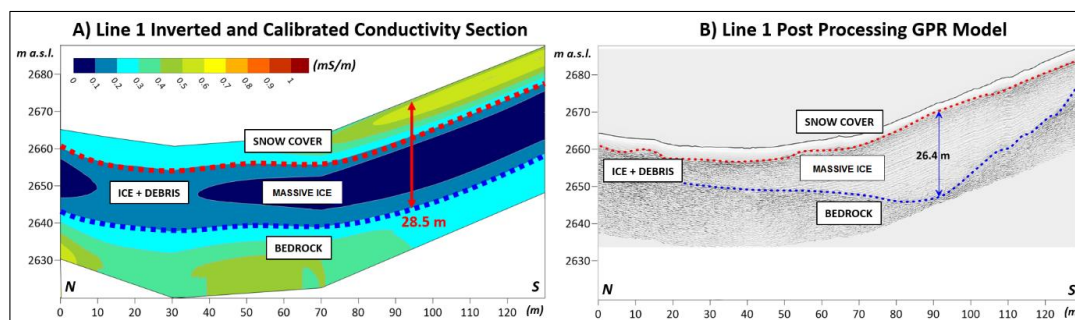 A) Line 1 Inverted and Calibrated Conductivity Section
m a.s.l.
(mS/m)
0 0.1 0.2 0.3 0.4 0.5 0.6 0.7 0.8 0.9 1
2680
2670
2660
2650
2640
2630
SNOW COVER
ICE + DEBRIS
MASSIVE ICE
28.5 m
BEDROCK
N
S
0 10 20 30 40 50 60 70 80 90 100 110 120 (m)
B) Line 1 Post Processing GPR Model
m a.s.l.
2680
2670
2660
2650
2640
2630
SNOW COVER
26.4 m
MASSIVE ICE
ICE + DEBRIS
BEDROCK
N
S
0 10 20 30 40 50 60 70 80 90 100 110 120 (m)